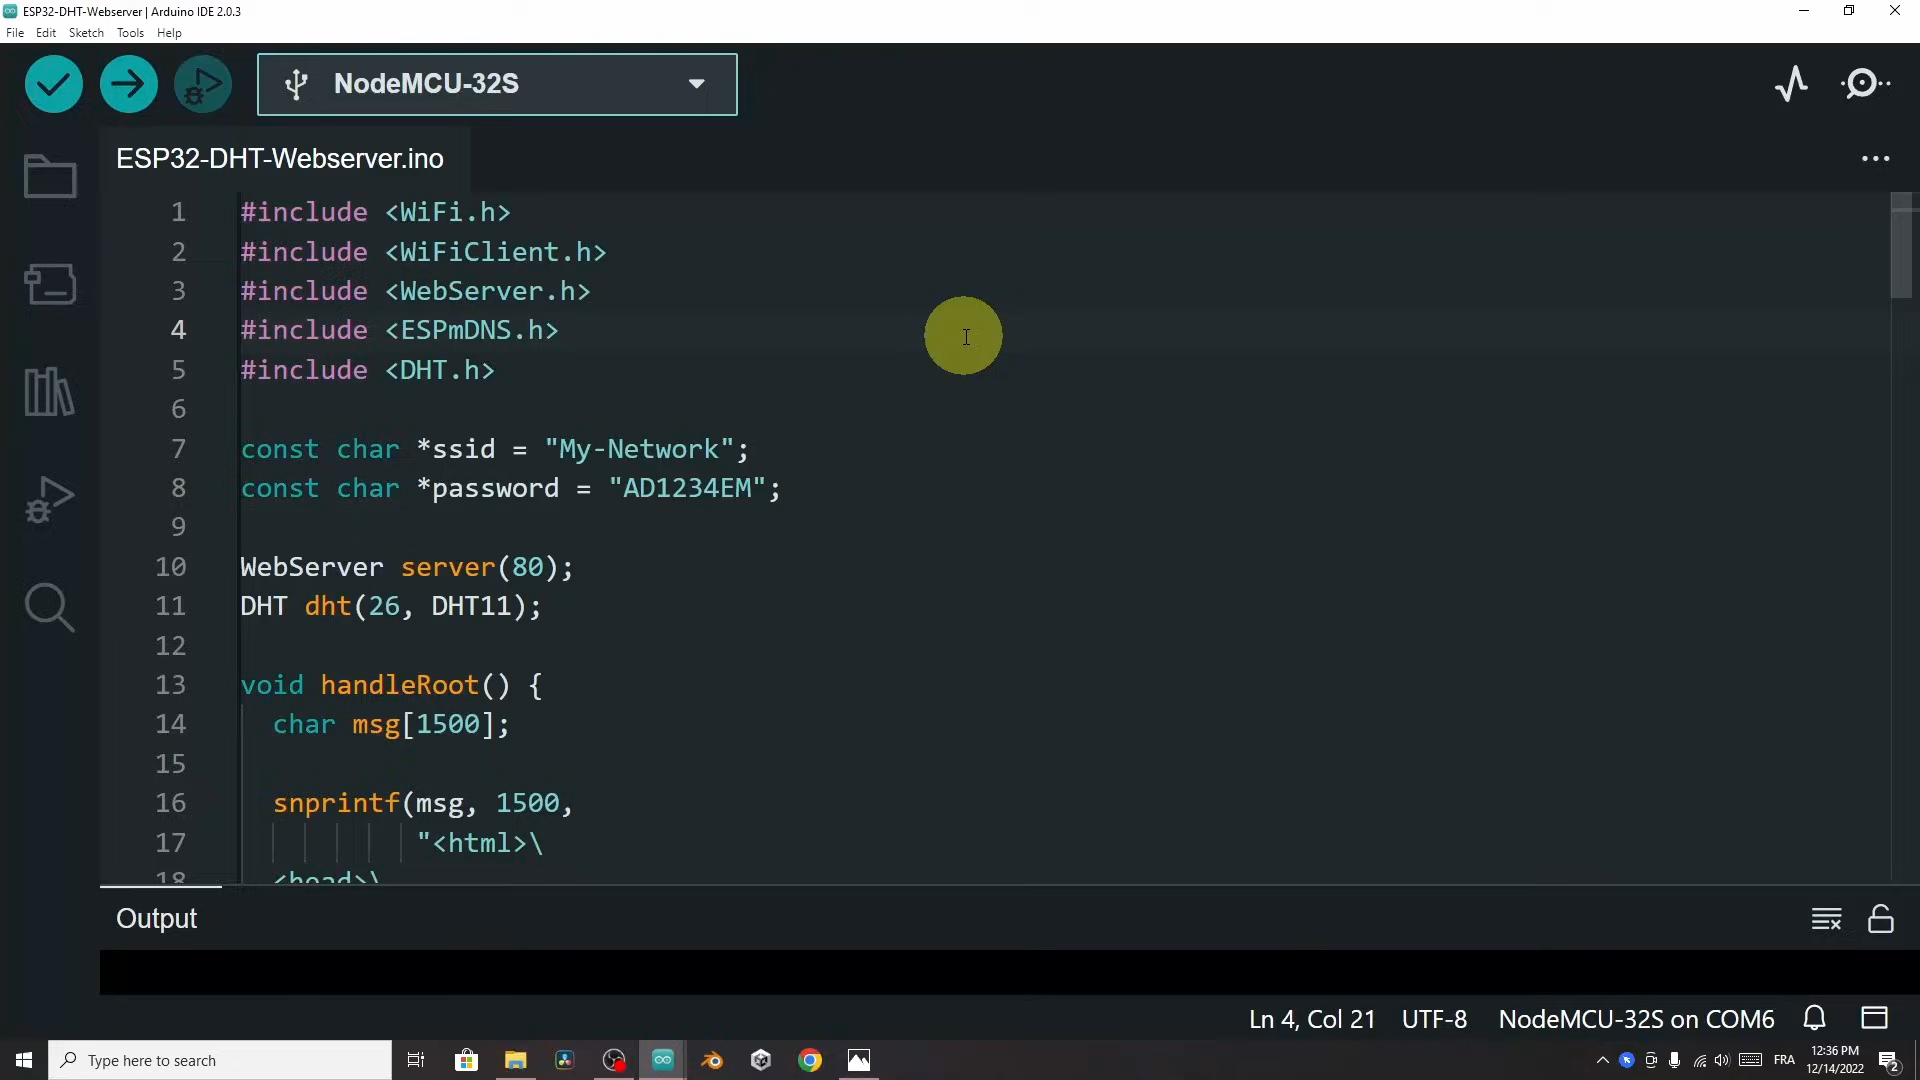 ESP32-DHT-Webserver | Arduino IDE 2.0.3
File Edit Sketch Tools Help
NodeMCU-32S
ESP32-DHT-Webserver.ino
1 #include <WiFi.h>
2 #include <WiFiClient.h>
3 #include <WebServer.h>
4 #include <ESPmDNS.h>
5 #include <DHT.h>
6
7 const char *ssid = "My-Network";
8 const char *password = "AD1234EM";
9
10 WebServer server(80);
11 DHT dht(26, DHT11);
12
13 void handleRoot() {
14 char msg[1500];
15
16 snprintf(msg, 1500,
17 "<html>\
18 <head>\
Output
Ln 4, Col 21 UTF-8 NodeMCU-32S on COM6
Type here to search
FRA
12:36 PM
12/14/2022
2